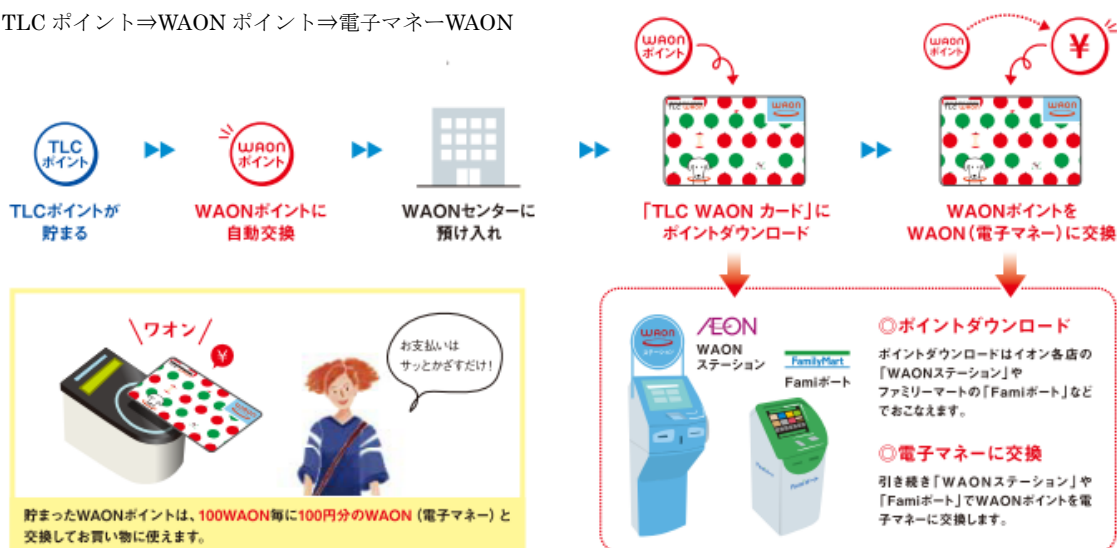 TLC ポイント⇒WAON ポイント⇒電子マネーWAON
TLC
ポイント
TLCポイントが
貯まる
WAON
ポイント
WAONポイントに
自動交換
WAONセンターに
預け入れ
WAON
ポイント
TLC WAON
WAON
「TLC WAON カード」に
ポイントダウンロード
WAON
ポイント
¥
TLC WAON
WAON
WAONポイントを
WAON(電子マネー)に交換
ワオン
¥
お支払いは
サッとかざすだけ!
貯まったWAONポイントは、100WAON毎に100円分のWAON(電子マネー)と
交換してお買い物に使えます。
WAON
ステーション
AEON
WAON
ステーション
FamilyMart
Famiポート
Famiポート
◎ポイントダウンロード
ポイントダウンロードはイオン各店の
「WAONステーション」や
ファミリーマートの「Famiポート」など
でおこなえます。
◎電子マネーに交換
引き続き「WAONステーション」や
「Famiポート」でWAONポイントを電
子マネーに交換します。